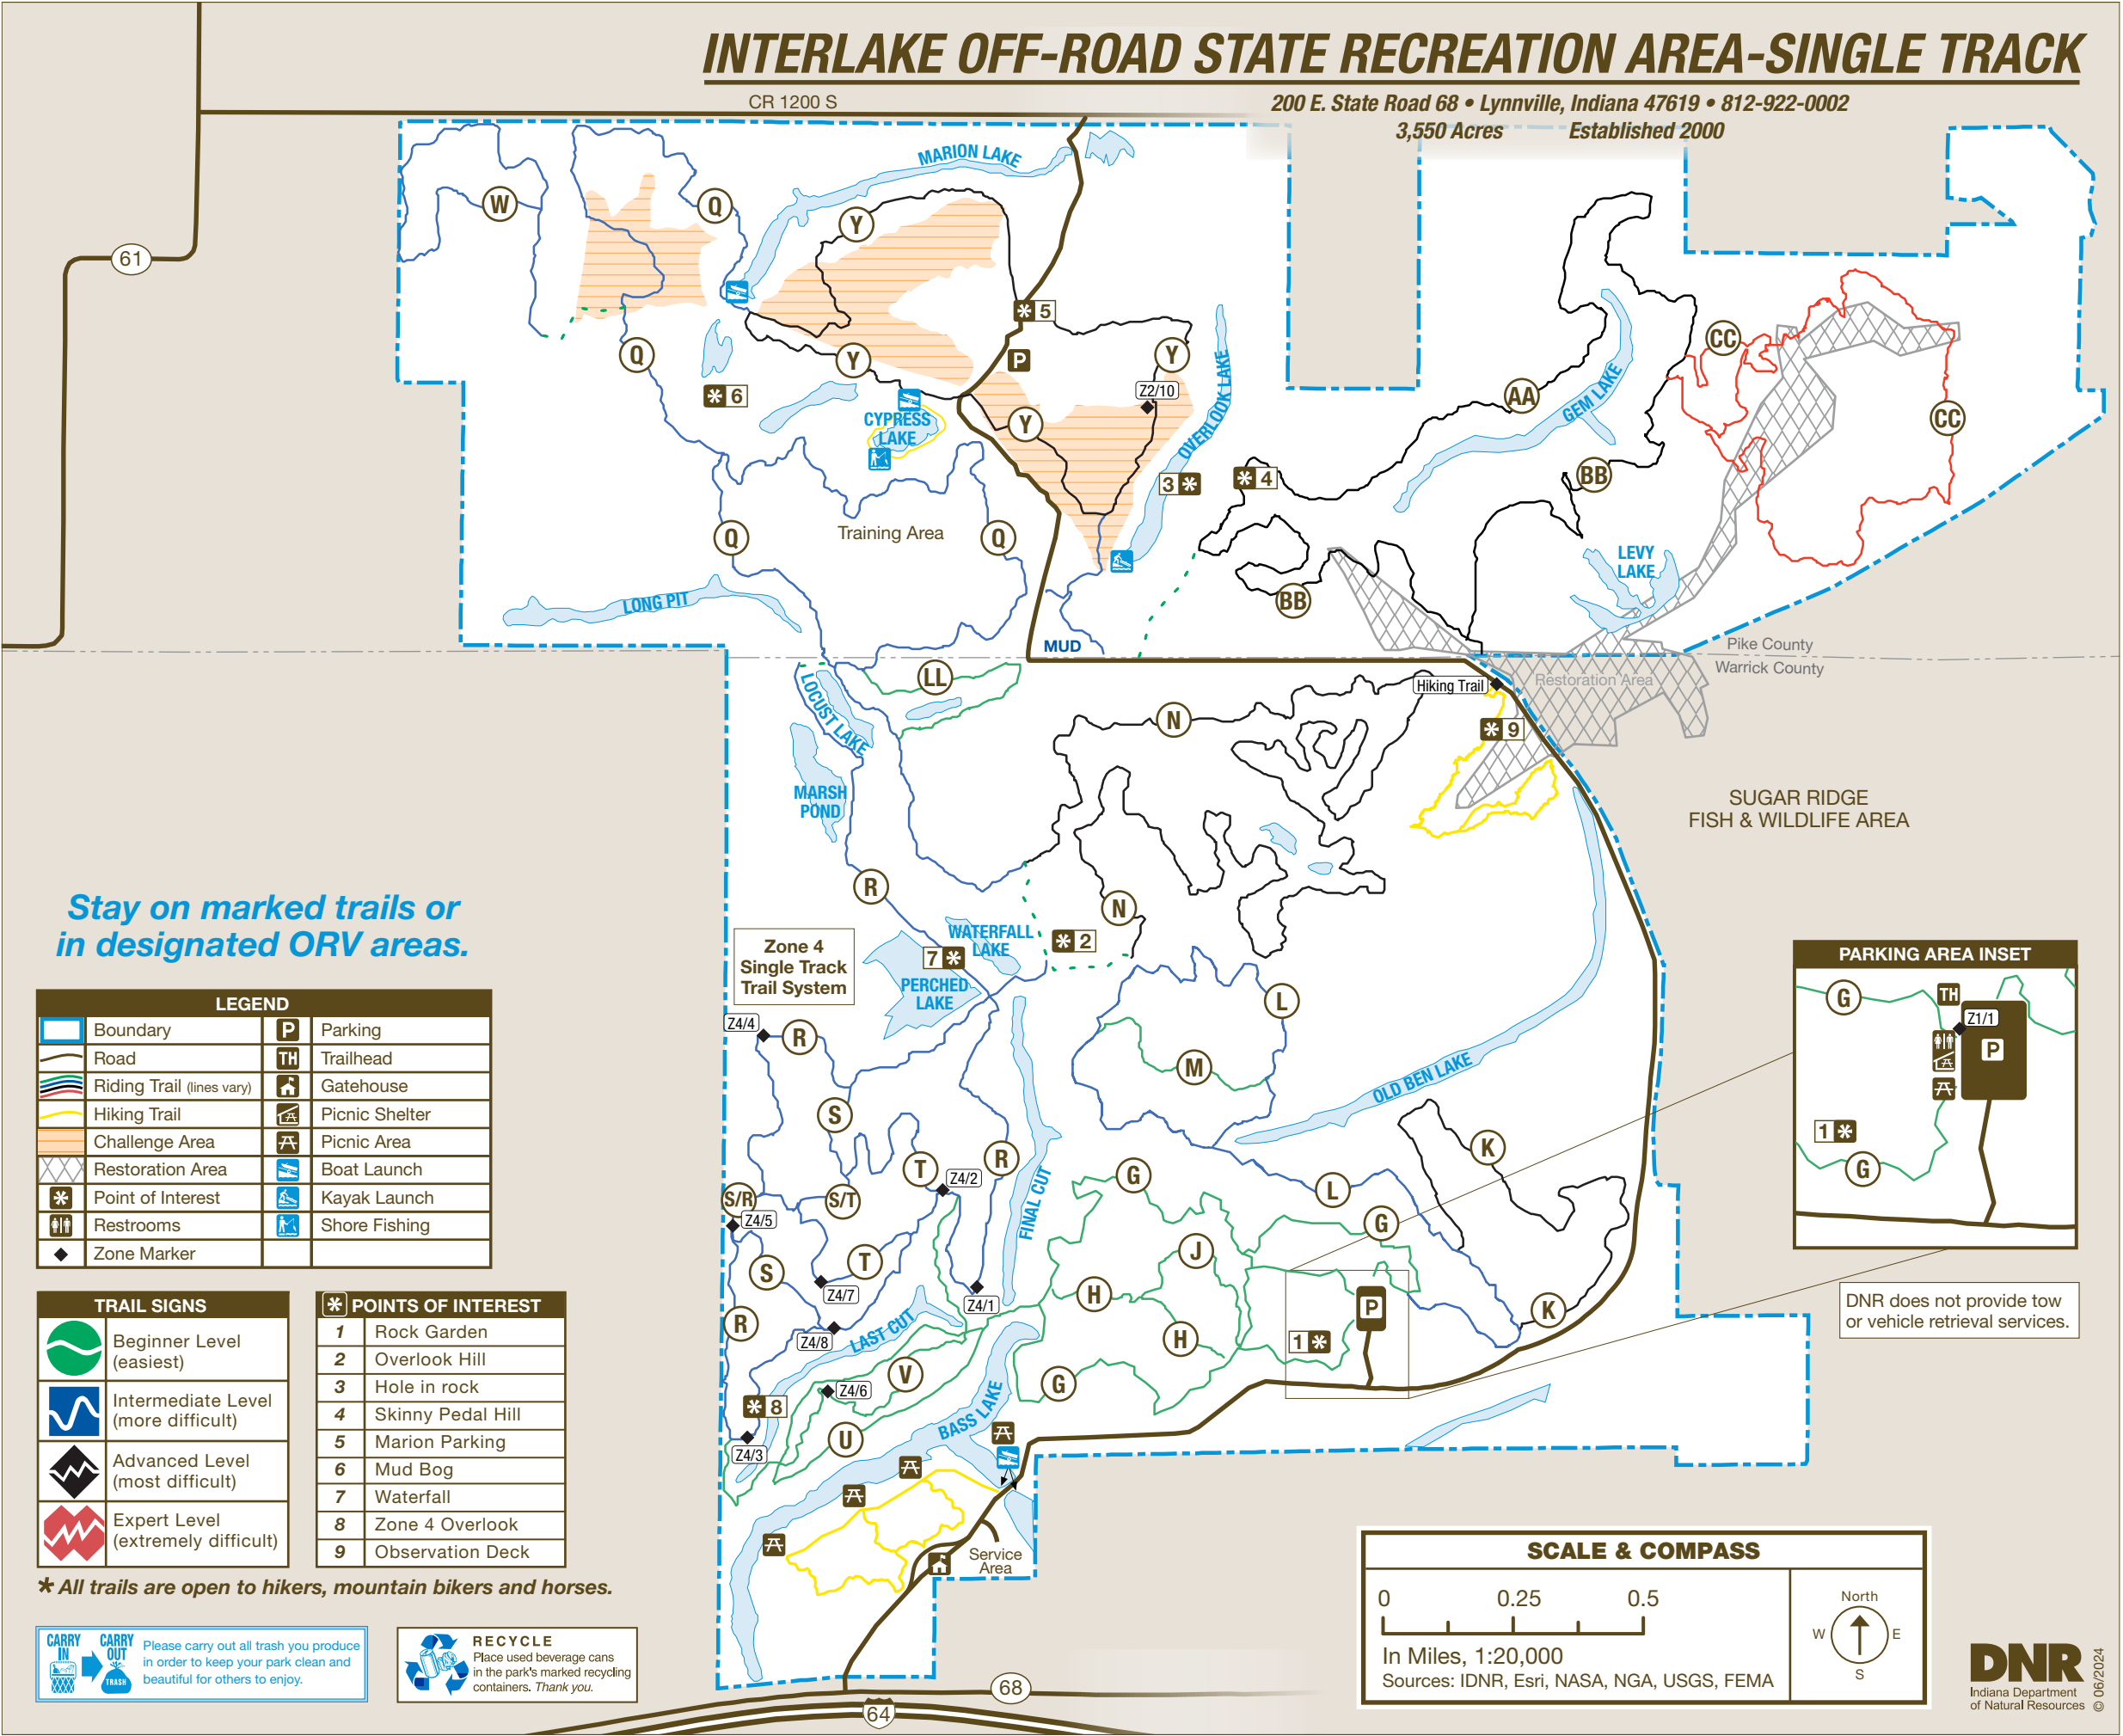 INTERLAKE OFF-ROAD STATE RECREATION AREA-SINGLE TRACK
CR 1200 S
200 E. State Road 68 • Lynnville, Indiana 47619 • 812-922-0002
3,550 Acres Established 2000
61
MARION LAKE
W
Q
Y
5
P
Q
Y
Y
Z2/10
CC
6
CYPRESS
LAKE
Y
OVERLOOK LAKE
AA
GEM LAKE
CC
3
4
BB
Q
Training Area
Q
LEVY
LAKE
LONG PIT
BB
MUD
Pike County
Warrick County
LL
Hiking Trail
Restoration Area
LOCUST LAKE
N
9
MARSH
POND
SUGAR RIDGE
FISH & WILDLIFE AREA
R
N
Stay on marked trails or
in designated ORV areas.
Zone 4
Single Track
Trail System
WATERFALL
LAKE
2
7
PERCHED
LAKE
L
Z4/4
R
M
OLD BEN LAKE
S
K
T
R
Z4/2
G
L
S/R
S/T
Z4/5
FINAL CUT
G
J
S
T
Z4/7
H
Z4/1
P
K
R
Z4/8
LAST CUT
H
1
V
Z4/6
G
8
BASS LAKE
U
Z4/3
Service
Area
68
64
PARKING AREA INSET
G
TH
Z1/1
P
1
G
DNR does not provide tow
or vehicle retrieval services.
LEGEND
Boundary
P Parking
Road
TH Trailhead
Riding Trail (lines vary)
Gatehouse
Hiking Trail
Picnic Shelter
Challenge Area
Picnic Area
Restoration Area
Boat Launch
Point of Interest
Kayak Launch
Restrooms
Shore Fishing
Zone Marker
TRAIL SIGNS
Beginner Level
(easiest)
Intermediate Level
(more difficult)
Advanced Level
(most difficult)
Expert Level
(extremely difficult)
POINTS OF INTEREST
1 Rock Garden
2 Overlook Hill
3 Hole in rock
4 Skinny Pedal Hill
5 Marion Parking
6 Mud Bog
7 Waterfall
8 Zone 4 Overlook
9 Observation Deck
* All trails are open to hikers, mountain bikers and horses.
CARRY
IN
CARRY
OUT
TRASH
Please carry out all trash you produce
in order to keep your park clean and
beautiful for others to enjoy.
RECYCLE
Place used beverage cans
in the park's marked recycling
containers. Thank you.
SCALE & COMPASS
0 0.25 0.5
In Miles, 1:20,000
Sources: IDNR, Esri, NASA, NGA, USGS, FEMA
North
W
E
S
DNR
Indiana Department
of Natural Resources
© 06/2024